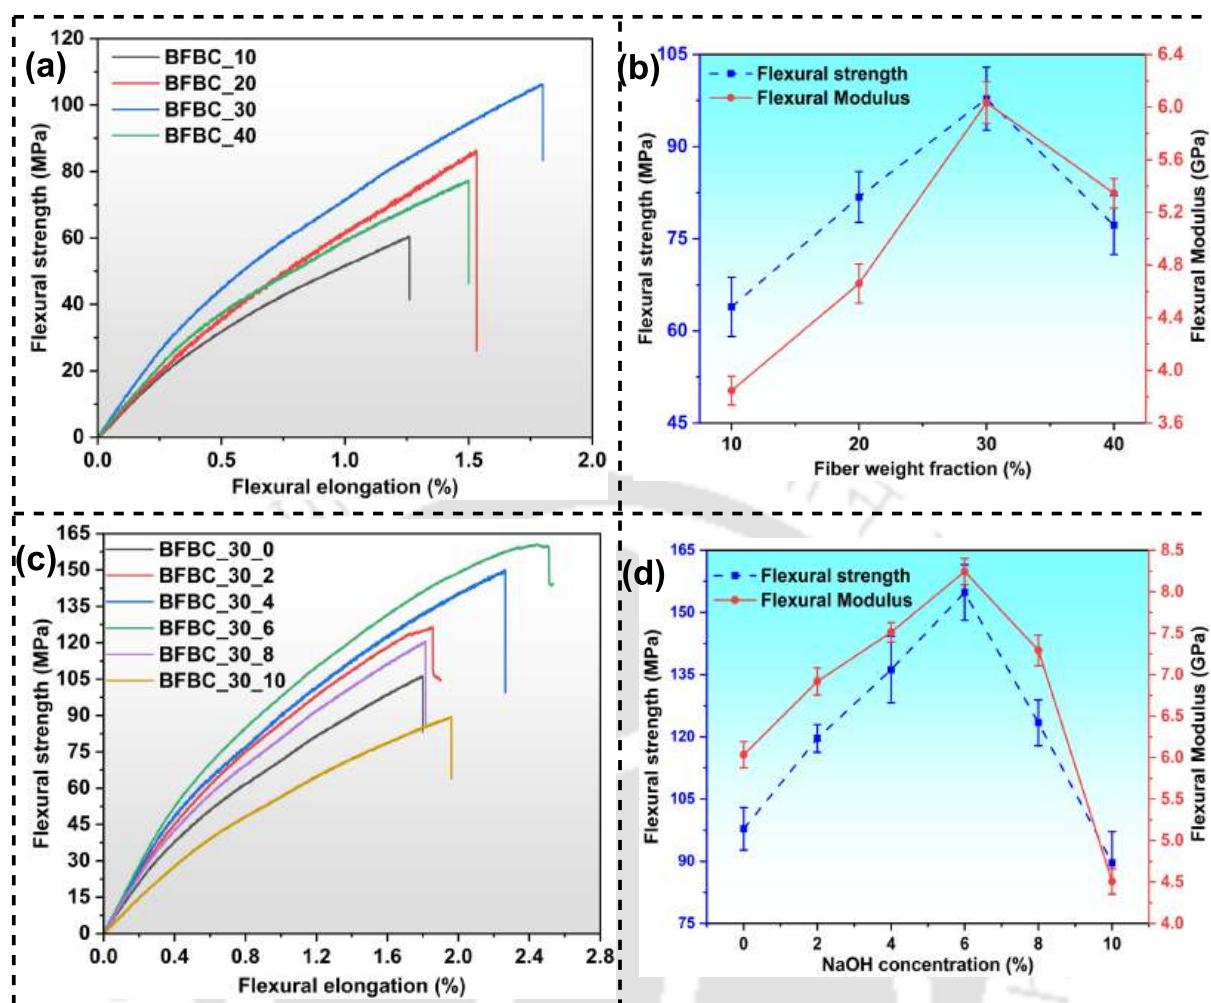 (a)
BFBC_10
BFBC_20
BFBC_30
BFBC_40
120
100
80
60
40
20
0
Flexural strength (MPa)
0.0 0.5 1.0 1.5 2.0
Flexural elongation (%)
(b)
Flexural strength
Flexural Modulus
105
90
75
60
45
Flexural strength (MPa)
6.4
6.0
5.6
5.2
4.8
4.4
4.0
3.6
Flexural Modulus (GPa)
10 20 30 40
Fiber weight fraction (%)
(c)
BFBC_30_0
BFBC_30_2
BFBC_30_4
BFBC_30_6
BFBC_30_8
BFBC_30_10
165
150
135
120
105
90
75
60
45
30
15
0
Flexural strength (MPa)
0.0 0.4 0.8 1.2 1.6 2.0 2.4 2.8
Flexural elongation (%)
(d)
Flexural strength
Flexural Modulus
165
150
135
120
105
90
75
Flexural strength (MPa)
8.5
8.0
7.5
7.0
6.5
6.0
5.5
5.0
4.5
4.0
Flexural Modulus (GPa)
0 2 4 6 8 10
NaOH concentration (%)